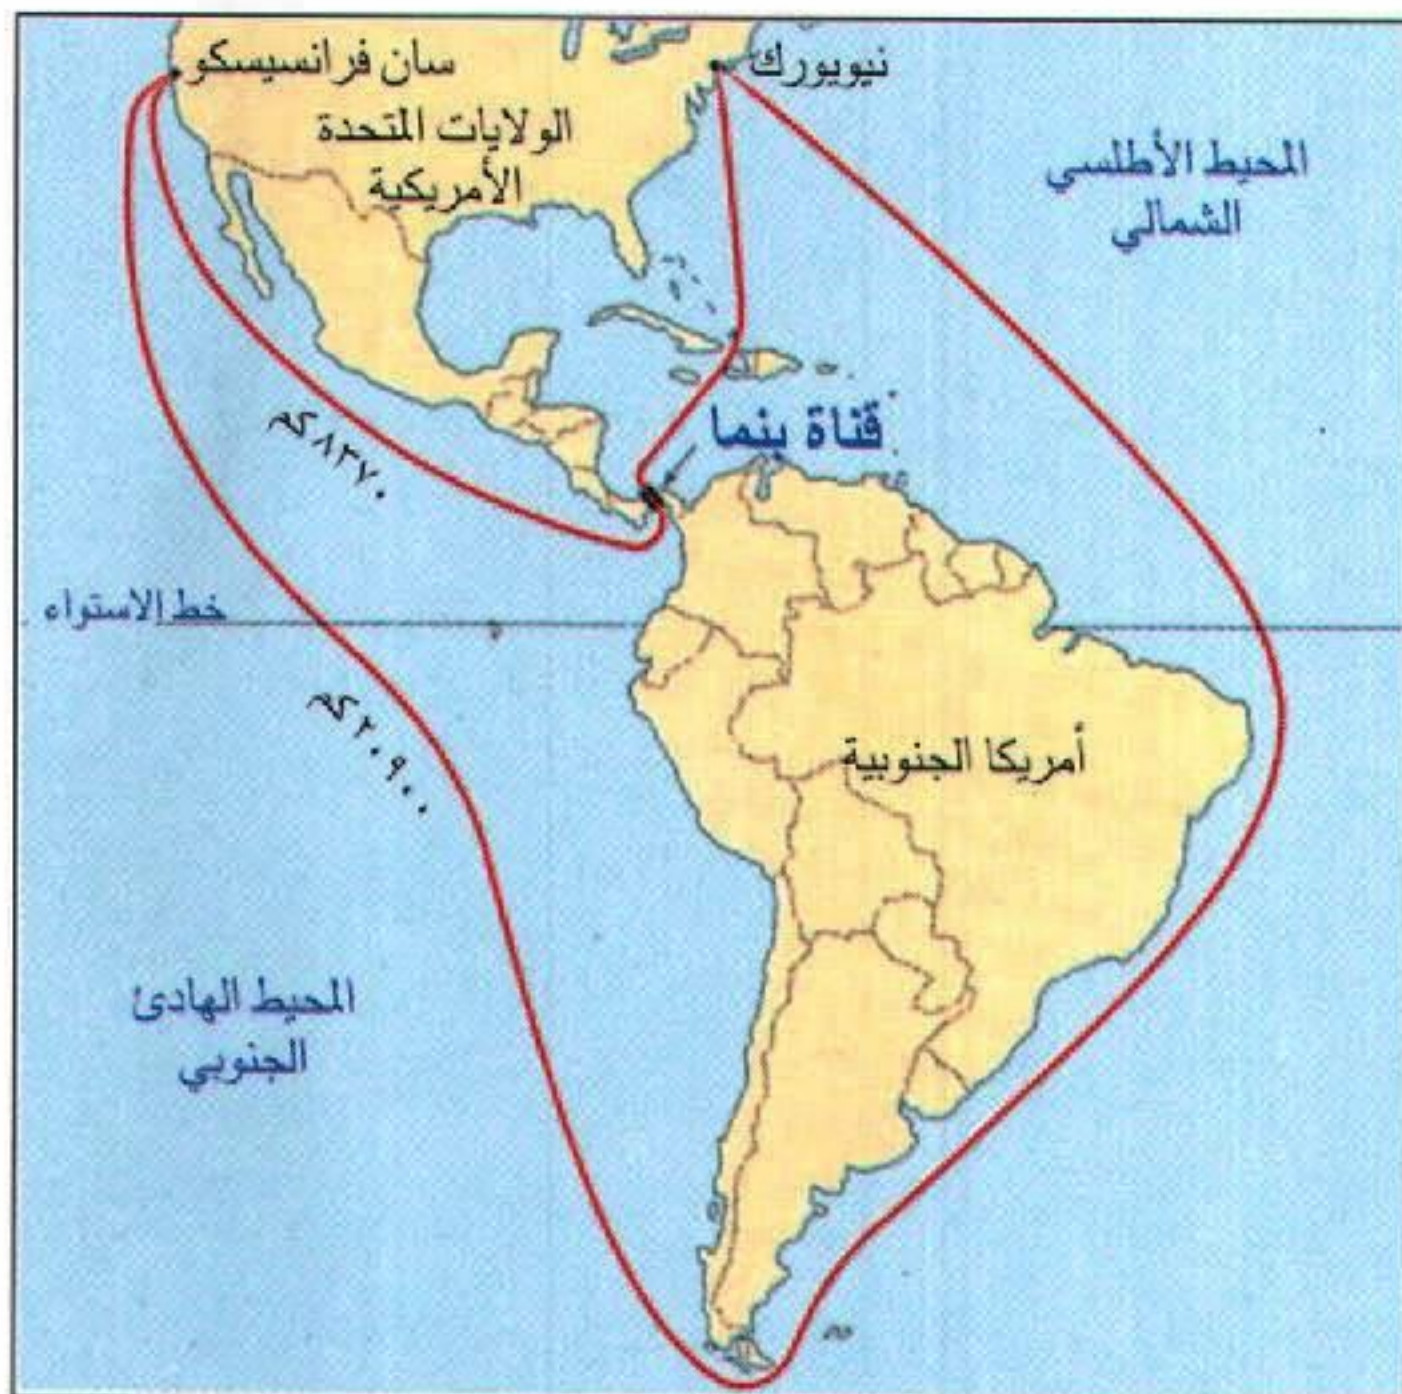 سان فرانسيسكو
نيويورك
الولايات المتحدة
الأمريكية
المحيط الأطلسي
الشمالي
قناة بنما
٨٣٧٠كم
خط الاستواء
٢٠٩٠٠كم
أمريكا الجنوبية
المحيط الهادئ
الجنوبي